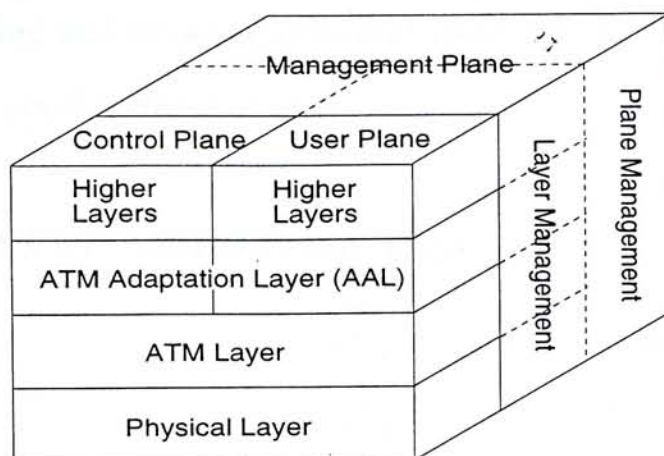 Management Plane
Control Plane
User Plane
Higher
Layers
Higher
Layers
ATM Adaptation Layer (AAL)
ATM Layer
Physical Layer
Layer Management
Plane Management